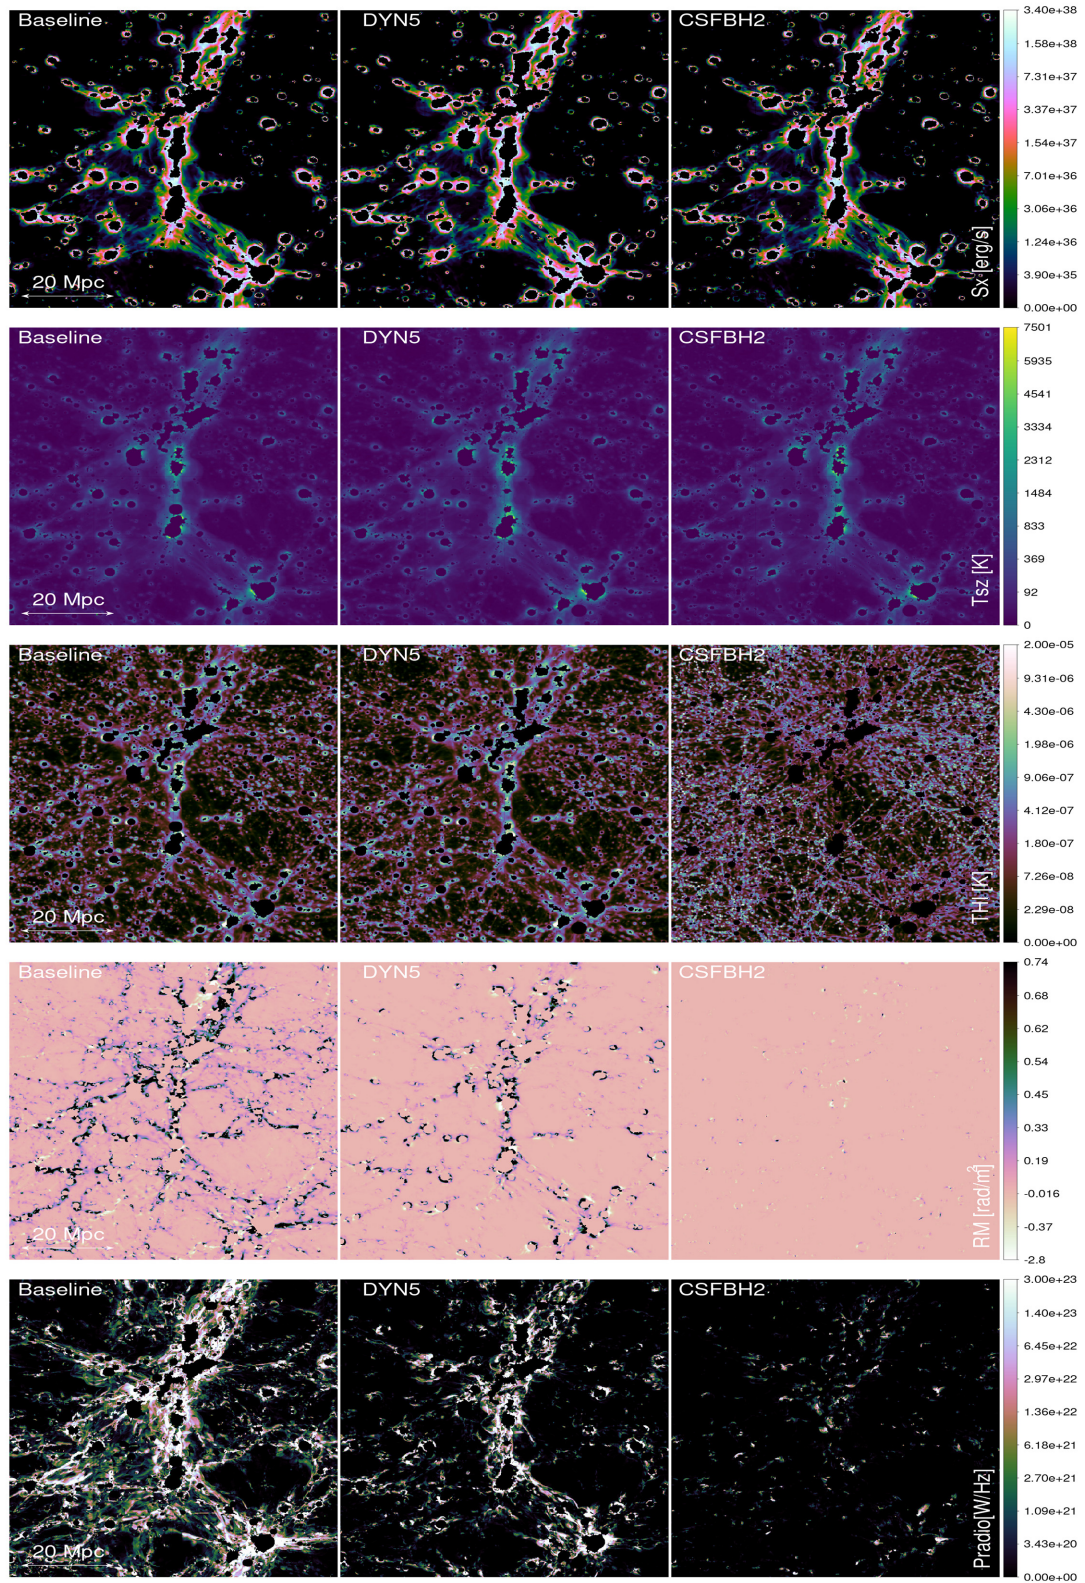 Baseline DYN5 CSFBH2
3.40e+38
1.58e+38
7.31e+37
3.37e+37
1.54e+37
7.01e+36
3.06e+36
1.24e+36
3.90e+35
0.00e+00
Sx [erg/s]
20 Mpc
Baseline DYN5 CSFBH2
7501
5935
4541
3334
2312
1484
833
369
92
0
Tsz [K]
20 Mpc
Baseline DYN5 CSFBH2
2.00e-05
9.31e-06
4.30e-06
1.98e-06
9.06e-07
4.12e-07
1.80e-07
7.26e-08
2.29e-08
0.00e+00
THI [K]
20 Mpc
Baseline DYN5 CSFBH2
0.74
0.68
0.62
0.54
0.45
0.33
0.19
-0.016
-0.37
-2.8
RM [rad/m²]
20 Mpc
Baseline DYN5 CSFBH2
3.00e+23
1.40e+23
6.45e+22
2.97e+22
1.36e+22
6.18e+21
2.70e+21
1.09e+21
3.43e+20
0.00e+00
Pradio[W/Hz]
20 Mpc